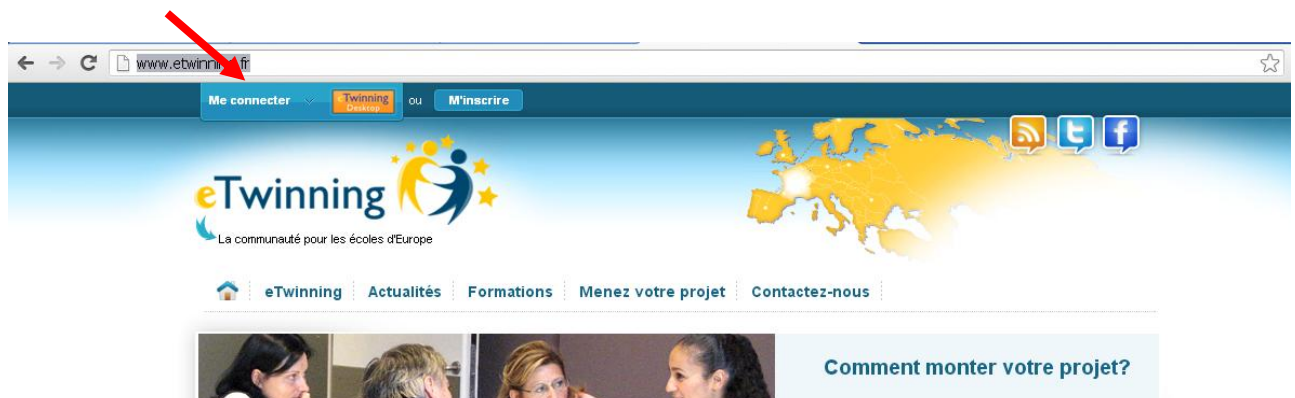 www.etwinning.fr
Me connecter eTwinning Desktop ou M'inscrire
eTwinning
La communauté pour les écoles d'Europe
eTwinning Actualités Formations Menez votre projet Contactez-nous
Comment monter votre projet?